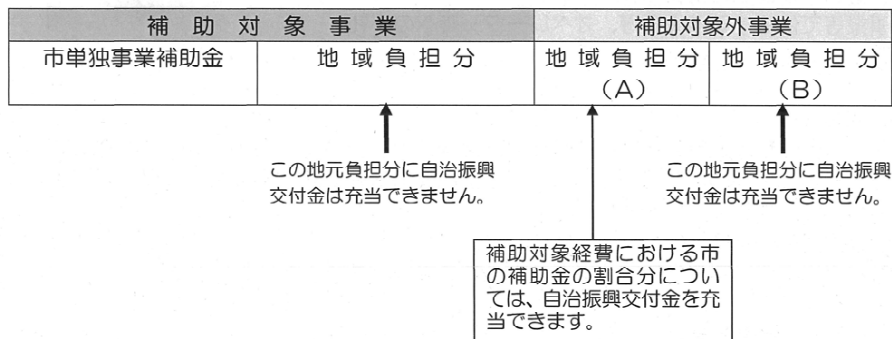 補助対象事業 補助対象外事業
市単独事業補助金 地域負担分 地域負担分 地域負担分
（A） （B）
この地元負担分に自治振興
交付金は充当できません。
この地元負担分に自治振興
交付金は充当できません。
補助対象経費における市
の補助金の割合分につい
ては、自治振興交付金を充
当できます。